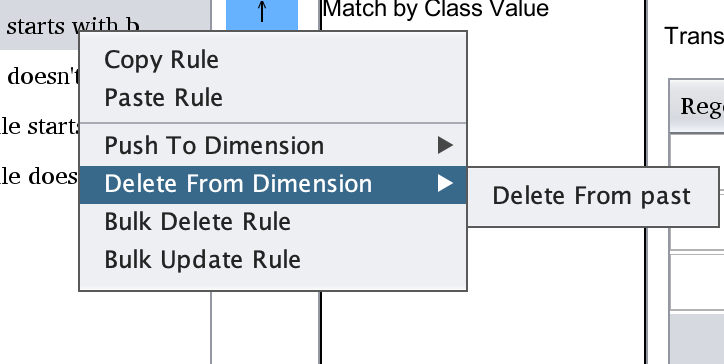 starts with b
doesn't
le starts
le does
↑
Match by Class Value
Trans
Rege
Copy Rule
Paste Rule
Push To Dimension
Delete From Dimension
Delete From past
Bulk Delete Rule
Bulk Update Rule